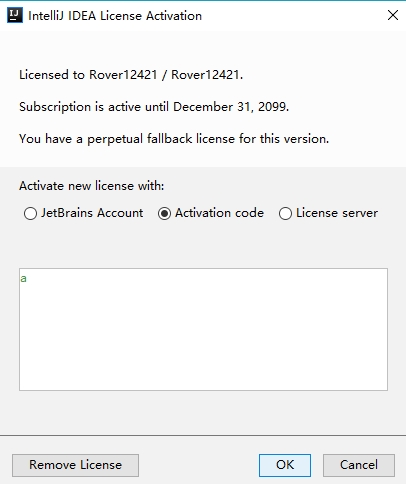 IJ IntelliJ IDEA License Activation
Licensed to Rover12421 / Rover12421.
Subscription is active until December 31, 2099.
You have a perpetual fallback license for this version.
Activate new license with:
JetBrains Account Activation code License server
a
Remove License OK Cancel